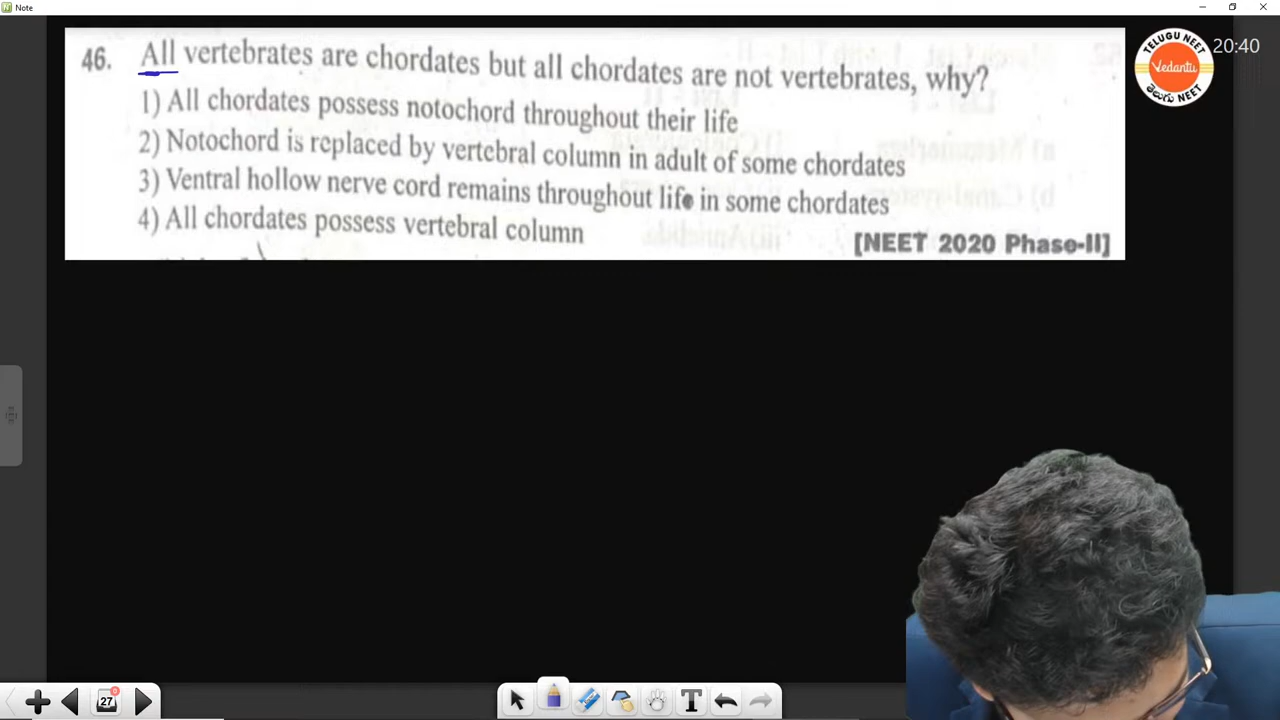 Note
46. All vertebrates are chordates but all chordates are not vertebrates, why?
1) All chordates possess notochord throughout their life
2) Notochord is replaced by vertebral column in adult of some chordates
3) Ventral hollow nerve cord remains throughout life in some chordates
4) All chordates possess vertebral column
[NEET 2020 Phase-II]
TELUGU NEET
Vedantu
తెలుగు NEET
20:40
27
6
T